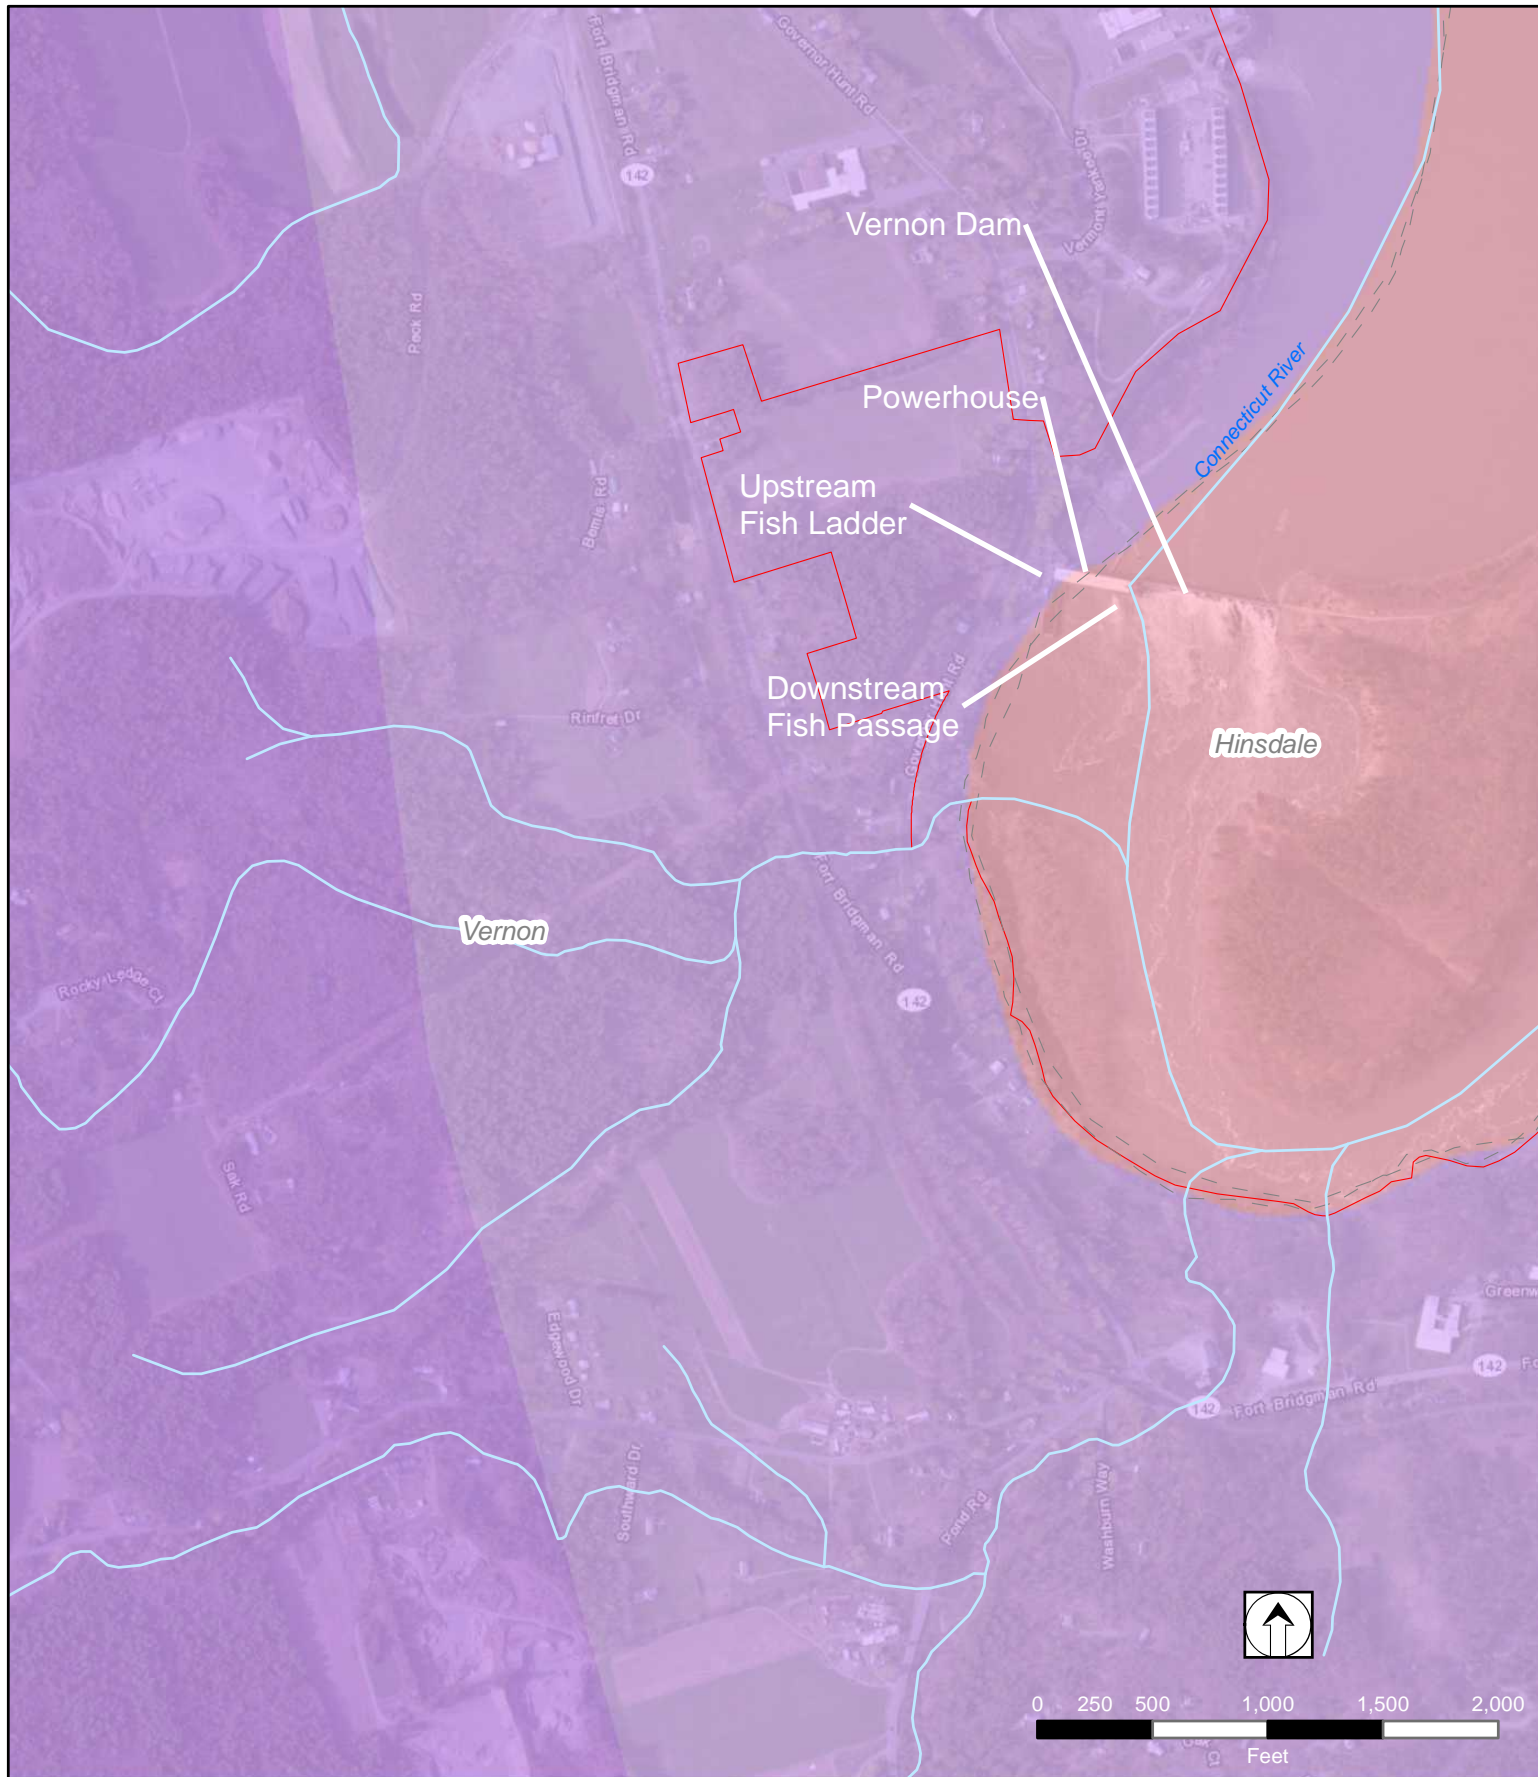 Fort Bridgman Rd
Governor Hunt Rd
142
Vermont Yankee Dr
Vernon Dam
Peck Rd
Connecticut River
Powerhouse
Upstream
Fish Ladder
Bemis Rd
Downstream
Fish Passage
Rinfret Dr
Hinsdale
Fort Bridgman Rd
Vernon
Rocky Ledge Ct
142
Sak Rd
Edgewood Dr
Greenw
142
Fo
142
Fort Bridgman Rd
Southward Dr
Pond Rd
Washburn Way
0 250 500 1,000 1,500 2,000
Feet
Ct